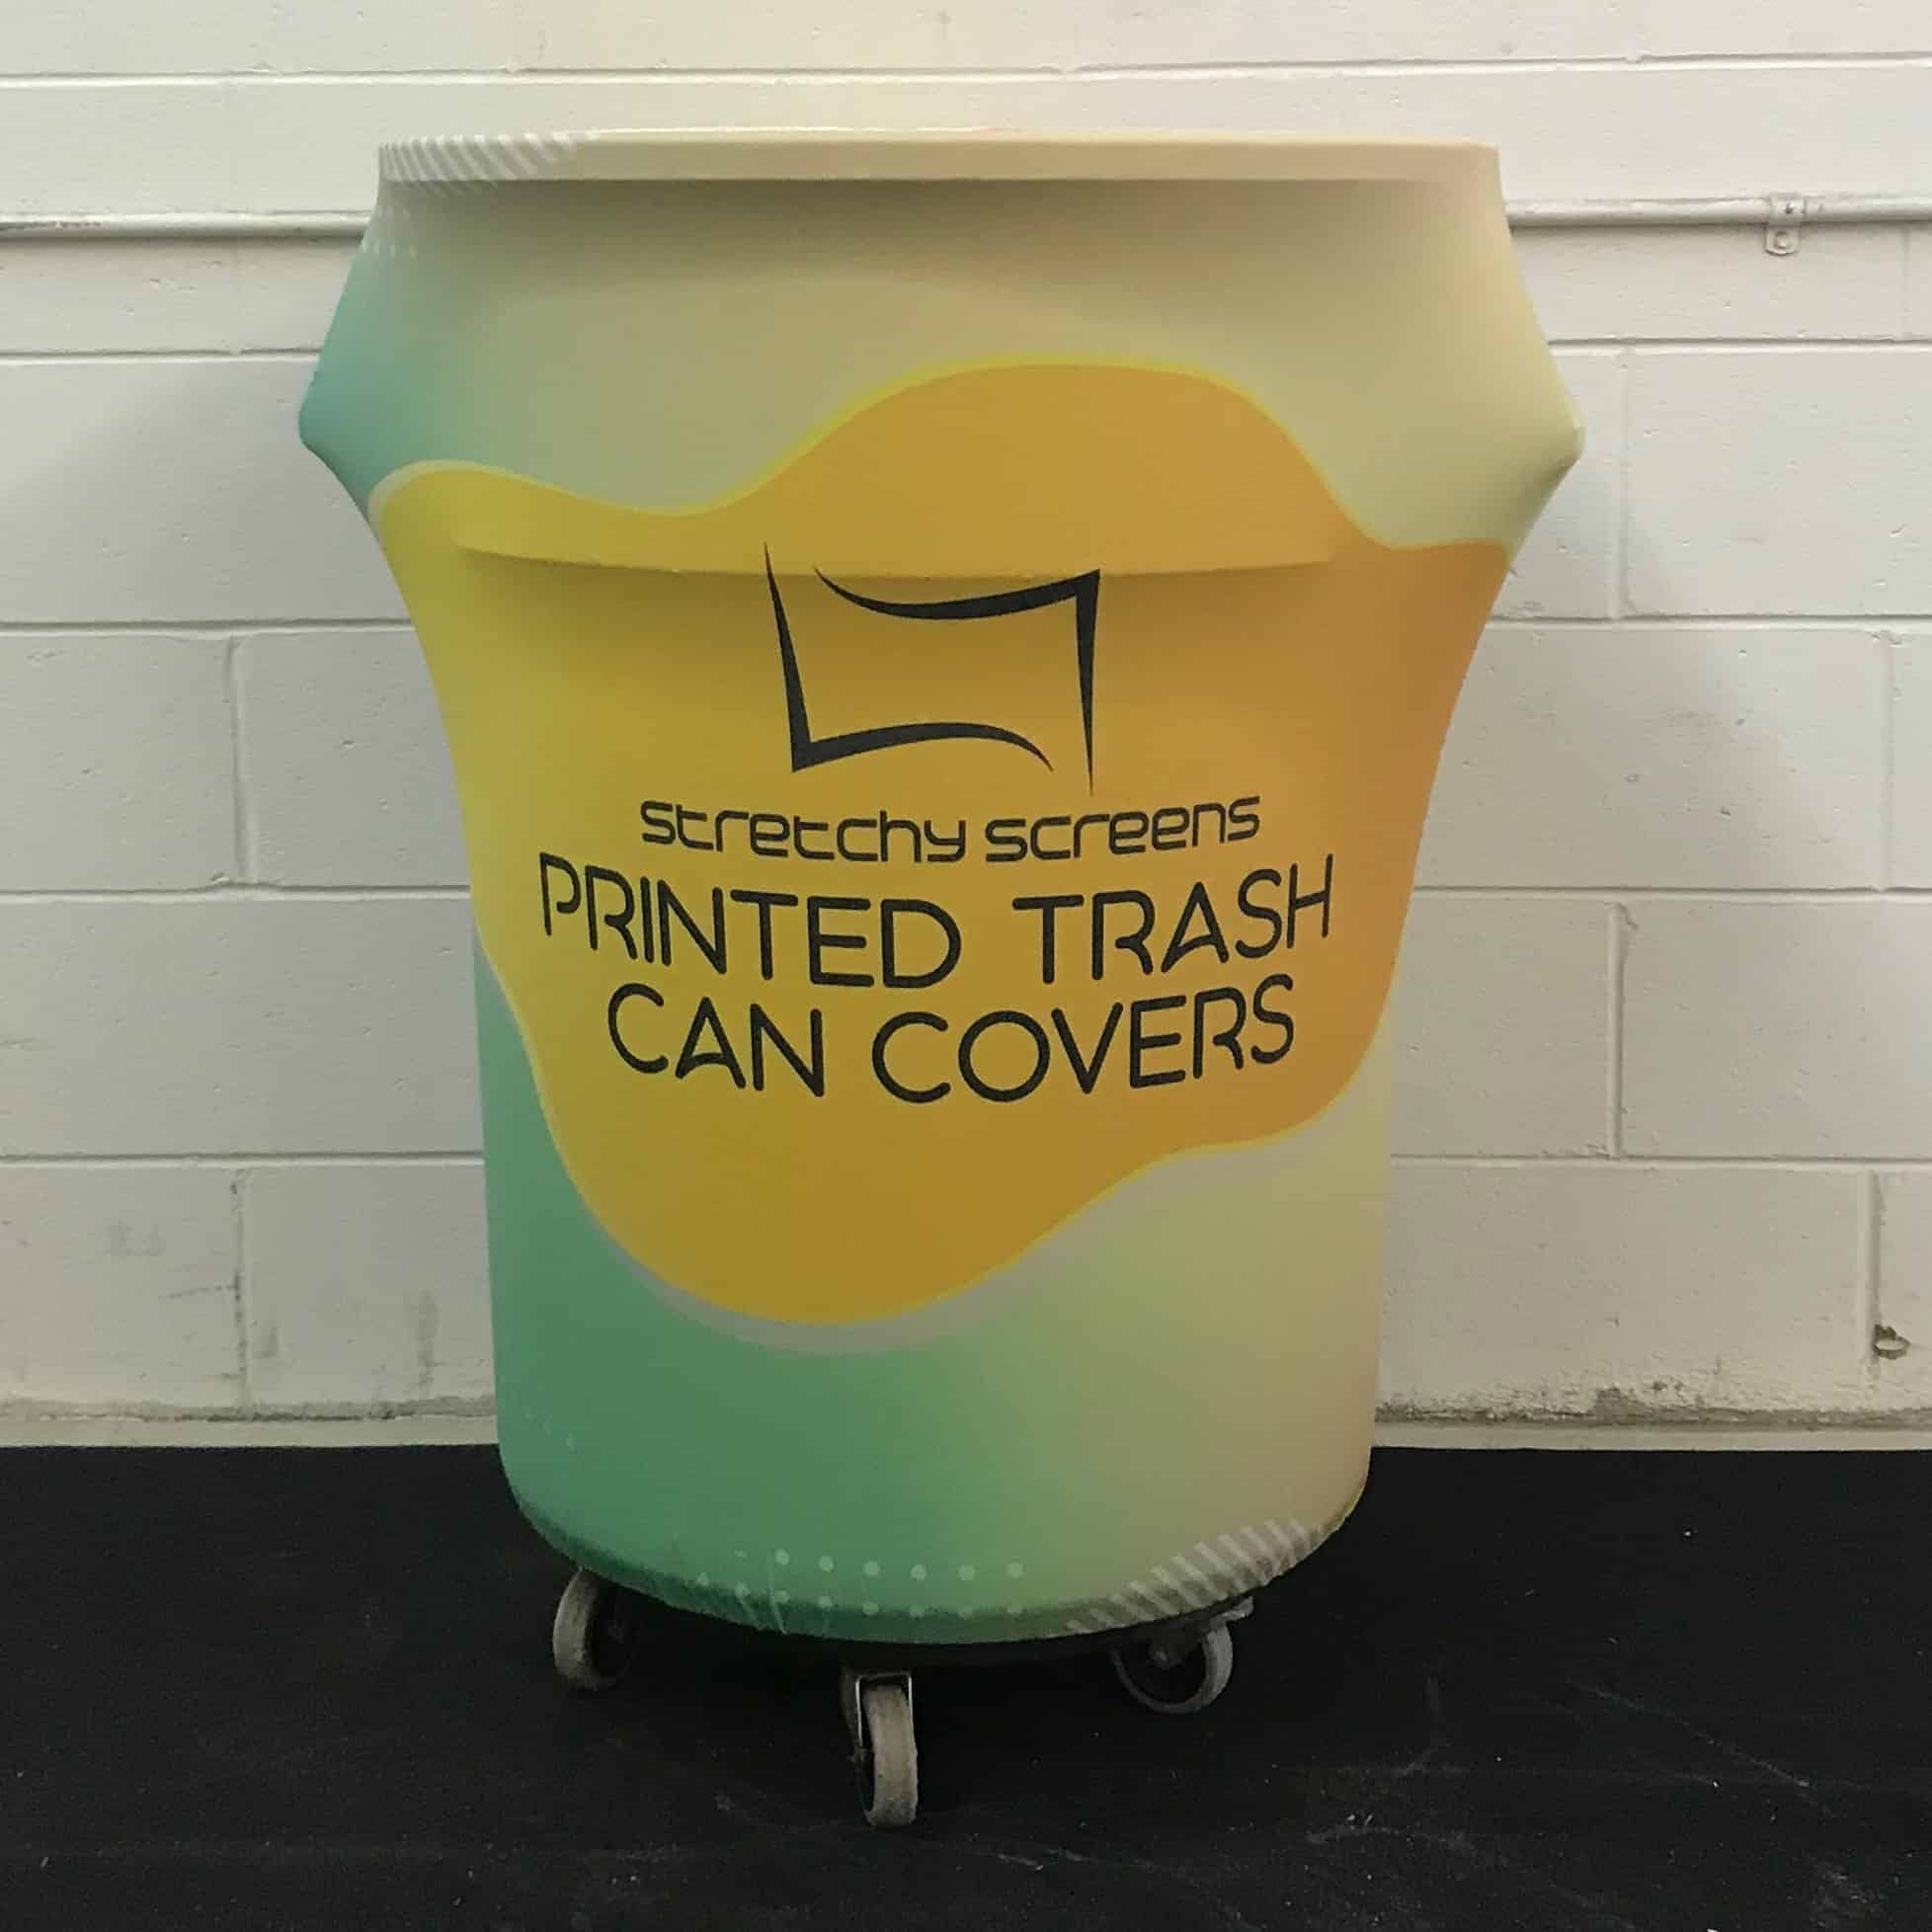 stretchy screens
PRINTED TRASH
CAN COVERS